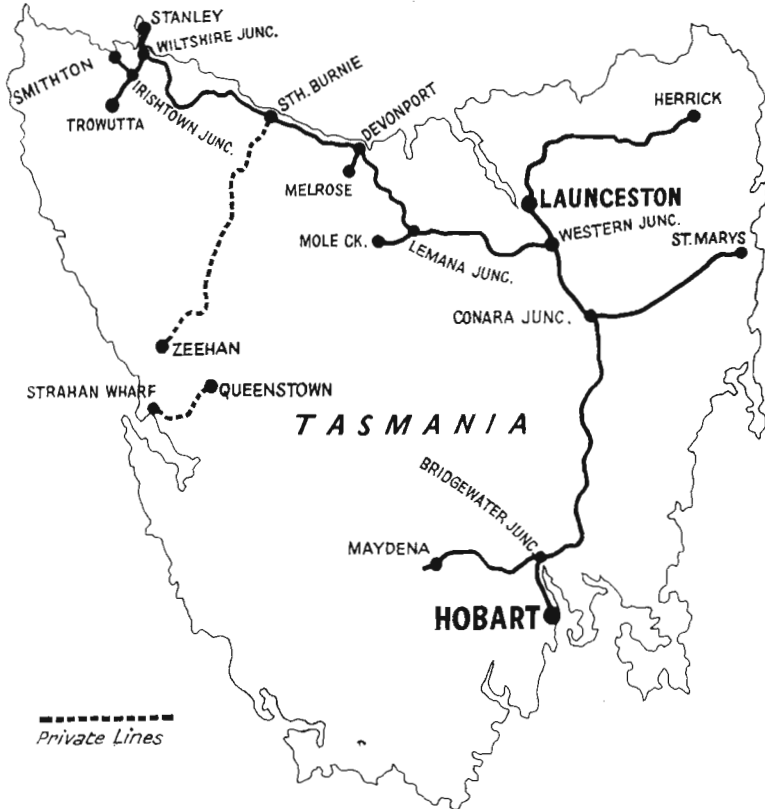 STANLEY
WILTSHIRE JUNC.
SMITHTON
IRISHTOWN JUNC.
TROWUTTA
STH. BURNIE
DEVONPORT
HERRICK
MELROSE
LAUNCESTON
WESTERN JUNC.
MOLE CK.
LEMANA JUNC.
ST. MARYS
CONARA JUNC.
ZEEHAN
STRAHAN WHARF
QUEENSTOWN
TASMANIA
BRIDGEWATER JUNC.
MAYDENA
HOBART
Private Lines